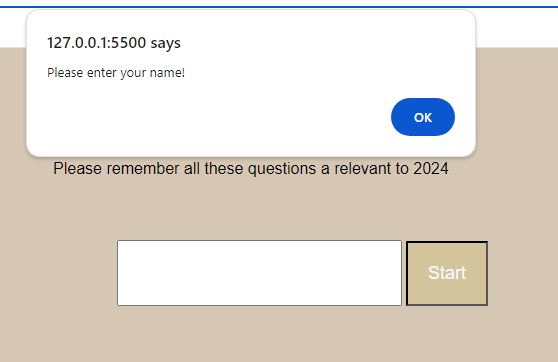 127.0.0.1:5500 says
Please enter your name!
OK
Please remember all these questions a relevant to 2024
Start